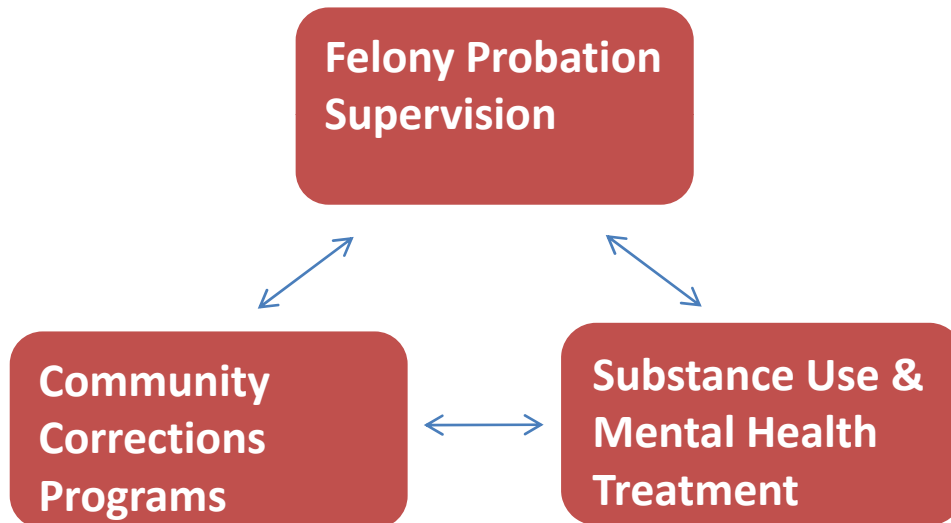 Felony Probation
Supervision
Community
Corrections
Programs
Substance Use &
Mental Health
Treatment